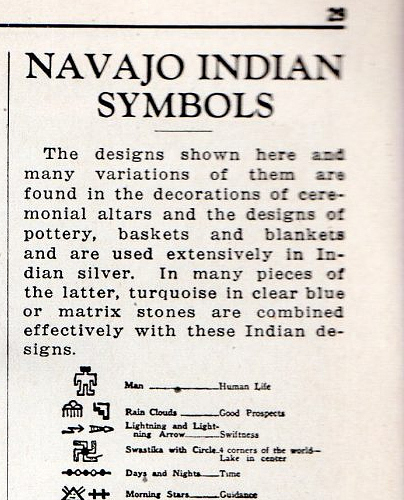 29
NAVAJO INDIAN
SYMBOLS
The designs shown here and
many variations of them are
found in the decorations of cere-
monial altars and the designs of
pottery, baskets and blankets
and are used extensively in In-
dian silver. In many pieces of
the latter, turquoise in clear blue
or matrix stones are combined
effectively with these Indian de-
signs.
Man Human Life
Rain Clouds Good Prospects
Lightning and Light-
ning Arrow Swiftness
Swastika with Circle 4 corners of the world—
Lake in center
Days and Nights Time
Morning Stars Guidance